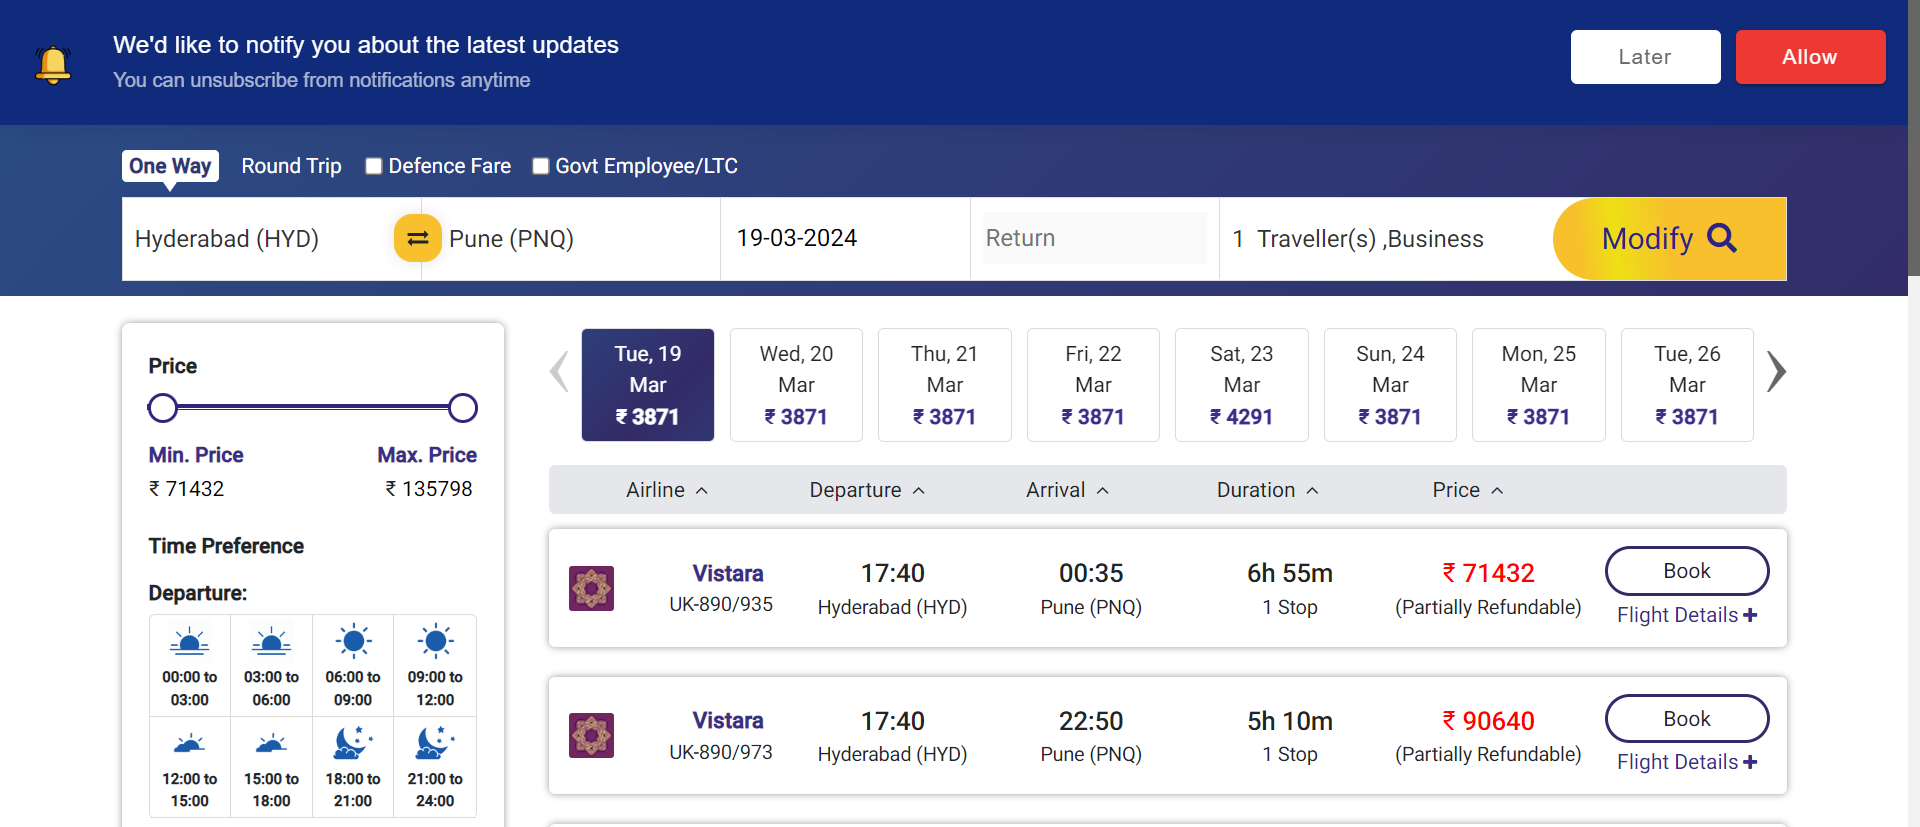 We'd like to notify you about the latest updates
You can unsubscribe from notifications anytime
Later
Allow
One Way
Round Trip
Defence Fare
Govt Employee/LTC
Hyderabad (HYD)
Pune (PNQ)
19-03-2024
Return
1 Traveller(s) ,Business
Modify
Price
Min. Price
Max. Price
₹ 71432
₹ 135798
Time Preference
Departure:
00:00 to
03:00
03:00 to
06:00
06:00 to
09:00
09:00 to
12:00
12:00 to
15:00
15:00 to
18:00
18:00 to
21:00
21:00 to
24:00
Tue, 19
Mar
₹ 3871
Wed, 20
Mar
₹ 3871
Thu, 21
Mar
₹ 3871
Fri, 22
Mar
₹ 3871
Sat, 23
Mar
₹ 4291
Sun, 24
Mar
₹ 3871
Mon, 25
Mar
₹ 3871
Tue, 26
Mar
₹ 3871
Airline
Departure
Arrival
Duration
Price
Vistara
UK-890/935
17:40
Hyderabad (HYD)
00:35
Pune (PNQ)
6h 55m
1 Stop
₹ 71432
(Partially Refundable)
Book
Flight Details +
Vistara
UK-890/973
17:40
Hyderabad (HYD)
22:50
Pune (PNQ)
5h 10m
1 Stop
₹ 90640
(Partially Refundable)
Book
Flight Details +